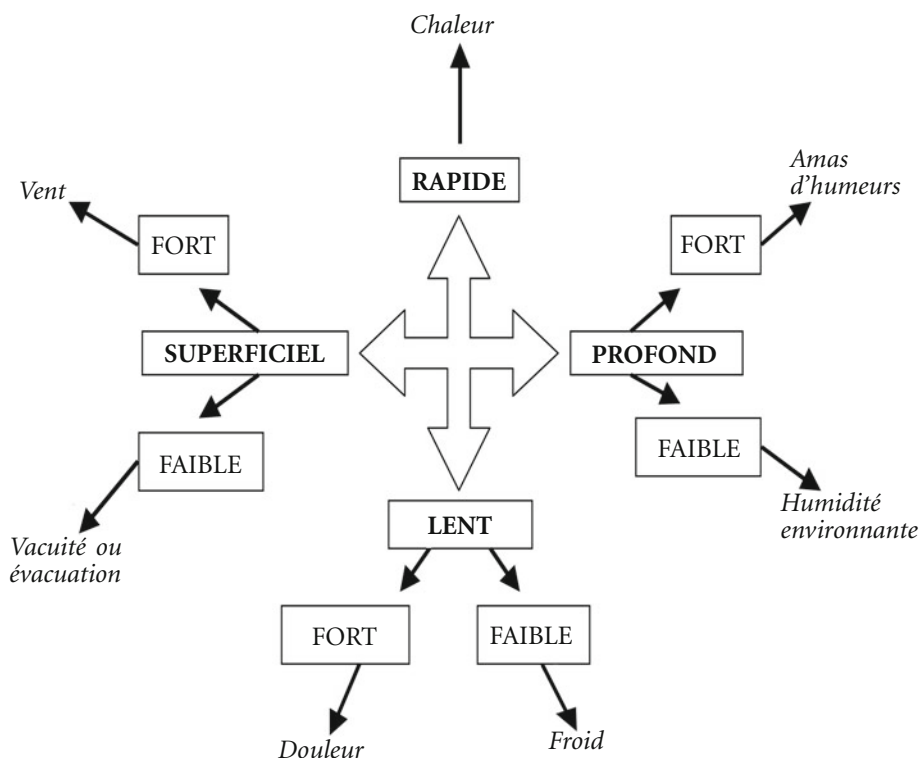 Chaleur
RAPIDE
Vent
FORT
Amas
d'humeurs
FORT
SUPERFICIEL
PROFOND
FAIBLE
FAIBLE
Vacuité ou
évacuation
LENT
Humidité
environnante
FORT
FAIBLE
Douleur
Froid